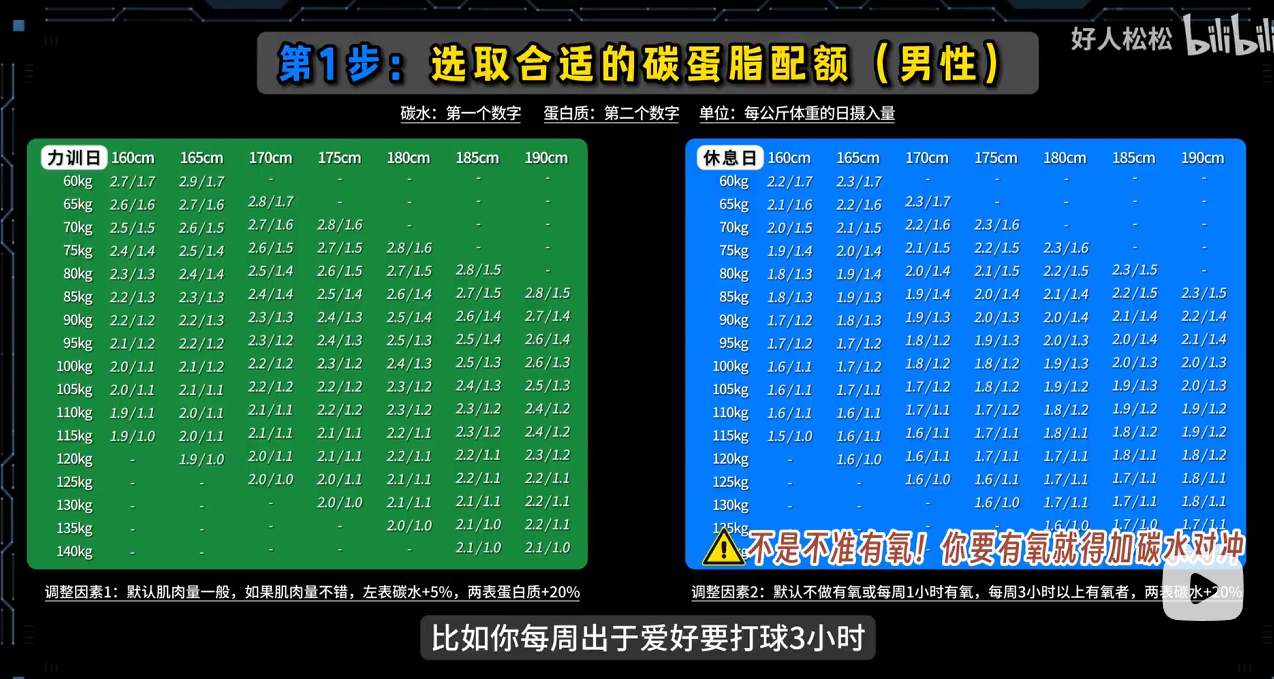 好人松松 bilibili
第1步：选取合适的碳蛋脂配额（男性）
碳水：第一个数字 蛋白质：第二个数字 单位：每公斤体重的日摄入量
力训日 160cm 165cm 170cm 175cm 180cm 185cm 190cm
60kg 2.7/1.7 2.9/1.7 - - - - -
65kg 2.6/1.6 2.7/1.6 2.8/1.7 - - - -
70kg 2.5/1.5 2.6/1.5 2.7/1.6 2.8/1.6 - - -
75kg 2.4/1.4 2.5/1.4 2.6/1.5 2.7/1.5 2.8/1.6 - -
80kg 2.3/1.3 2.4/1.4 2.5/1.4 2.6/1.5 2.7/1.5 2.8/1.5 -
85kg 2.2/1.3 2.3/1.3 2.4/1.4 2.5/1.4 2.6/1.4 2.7/1.5 2.8/1.5
90kg 2.2/1.2 2.2/1.3 2.3/1.3 2.4/1.3 2.5/1.4 2.6/1.4 2.7/1.4
95kg 2.1/1.2 2.2/1.2 2.3/1.2 2.4/1.3 2.5/1.3 2.5/1.4 2.6/1.4
100kg 2.0/1.1 2.1/1.2 2.2/1.2 2.3/1.2 2.4/1.3 2.5/1.3 2.6/1.3
105kg 2.0/1.1 2.1/1.1 2.2/1.2 2.2/1.2 2.3/1.2 2.4/1.3 2.5/1.3
110kg 1.9/1.1 2.0/1.1 2.1/1.1 2.2/1.2 2.3/1.2 2.3/1.2 2.4/1.2
115kg 1.9/1.0 2.0/1.1 2.1/1.1 2.1/1.1 2.2/1.1 2.3/1.2 2.4/1.2
120kg - 1.9/1.0 2.0/1.1 2.1/1.1 2.2/1.1 2.2/1.1 2.3/1.2
125kg - - 2.0/1.0 2.0/1.1 2.1/1.1 2.2/1.1 2.2/1.1
130kg - - - 2.0/1.0 2.1/1.1 2.1/1.1 2.2/1.1
135kg - - - - 2.0/1.0 2.1/1.0 2.2/1.1
140kg - - - - - 2.1/1.0 2.1/1.0
休息日 160cm 165cm 170cm 175cm 180cm 185cm 190cm
60kg 2.2/1.7 2.3/1.7 - - - - -
65kg 2.1/1.6 2.2/1.6 2.3/1.7 - - - -
70kg 2.0/1.5 2.1/1.5 2.2/1.6 2.3/1.6 - - -
75kg 1.9/1.4 2.0/1.4 2.1/1.5 2.2/1.5 2.3/1.6 - -
80kg 1.8/1.3 1.9/1.4 2.0/1.4 2.1/1.5 2.2/1.5 2.3/1.5 -
85kg 1.8/1.3 1.9/1.3 1.9/1.4 2.0/1.4 2.1/1.4 2.2/1.5 2.3/1.5
90kg 1.7/1.2 1.8/1.3 1.9/1.3 2.0/1.3 2.0/1.4 2.1/1.4 2.2/1.4
95kg 1.7/1.2 1.7/1.2 1.8/1.2 1.9/1.3 2.0/1.3 2.0/1.4 2.1/1.4
100kg 1.6/1.1 1.7/1.2 1.8/1.2 1.8/1.2 1.9/1.3 2.0/1.3 2.0/1.3
105kg 1.6/1.1 1.7/1.1 1.7/1.2 1.8/1.2 1.9/1.2 1.9/1.3 2.0/1.3
110kg 1.6/1.1 1.6/1.1 1.7/1.1 1.7/1.2 1.8/1.2 1.9/1.2 1.9/1.2
115kg 1.5/1.0 1.6/1.1 1.6/1.1 1.7/1.1 1.8/1.1 1.8/1.2 1.9/1.2
120kg - 1.6/1.0 1.6/1.1 1.7/1.1 1.7/1.1 1.8/1.1 1.8/1.2
125kg - - 1.6/1.0 1.6/1.1 1.7/1.1 1.7/1.1 1.8/1.1
130kg - - - 1.6/1.0 1.7/1.1 1.7/1.1 1.8/1.1
135kg - - - - 1.6/1.0 1.7/1.0 1.7/1.1
不是不准有氧！你要有氧就得加碳水对冲
调整因素1：默认肌肉量一般，如果肌肉量不错，左表碳水+5%，两表蛋白质+20%
调整因素2：默认不做有氧或每周1小时有氧，每周3小时以上有氧者，两表碳水+20%
比如你每周出于爱好要打球3小时